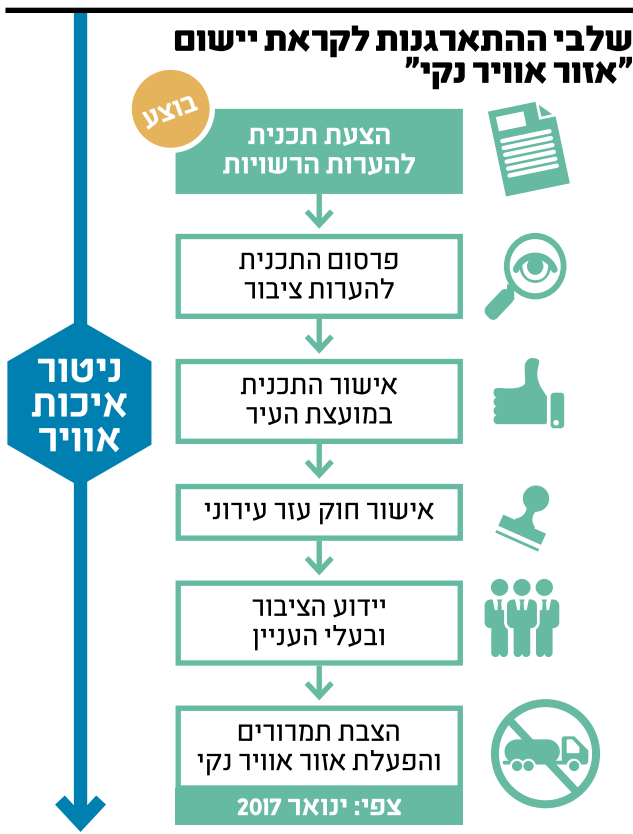 שלבי ההתארגנות לקראת יישום
"אזור אוויר נקי"
בוצע
הצעת תכנית
להערות הרשויות
פרסום התכנית
להערות ציבור
אישור התכנית
במועצת העיר
אישור חוק עזר עירוני
יידוע הציבור
ובעלי העניין
הצבת תמרורים
והפעלת אזור אוויר נקי
צפי: ינואר 2017
ניטור
איכות
אוויר